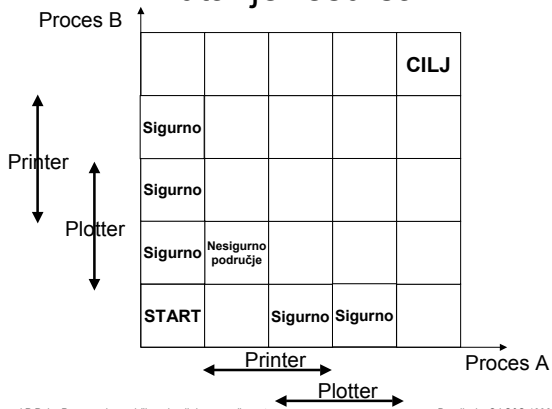 Proces B
CILJ
Sigurno
Printer
Sigurno
Plotter
Sigurno
Nesigurno
područje
START
Sigurno
Sigurno
Printer
Proces A
Plotter